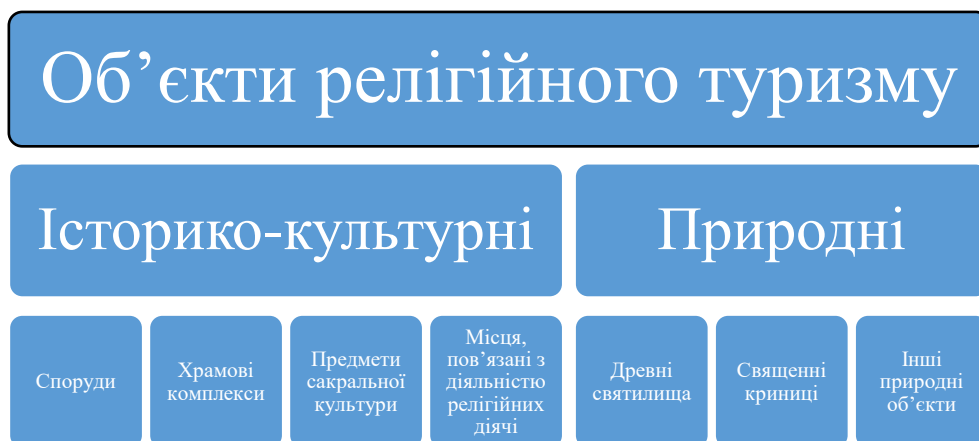 Об’єкти релігійного туризму
Історико-культурні
Природні
Споруди
Храмові
комплекси
Предмети
сакральної
культури
Місця,
пов’язані з
діяльністю
релігійних
діячі
Древні
святилища
Священні
криниці
Інші
природні
об’єкти